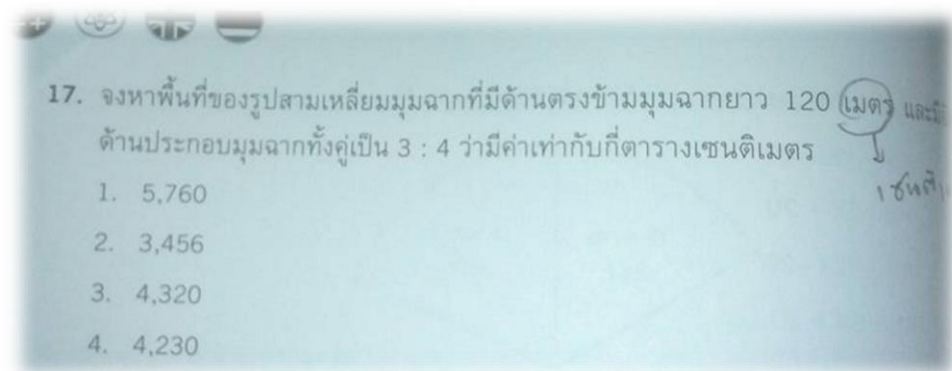 17. จงหาพื้นที่ของรูปสามเหลี่ยมมุมฉากที่มีด้านตรงข้ามมุมฉากยาว 120 เมตร และมี
ด้านประกอบมุมฉากทั้งคู่เป็น 3 : 4 ว่ามีค่าเท่ากับกี่ตารางเซนติเมตร
1. 5,760
2. 3,456
3. 4,320
4. 4,230